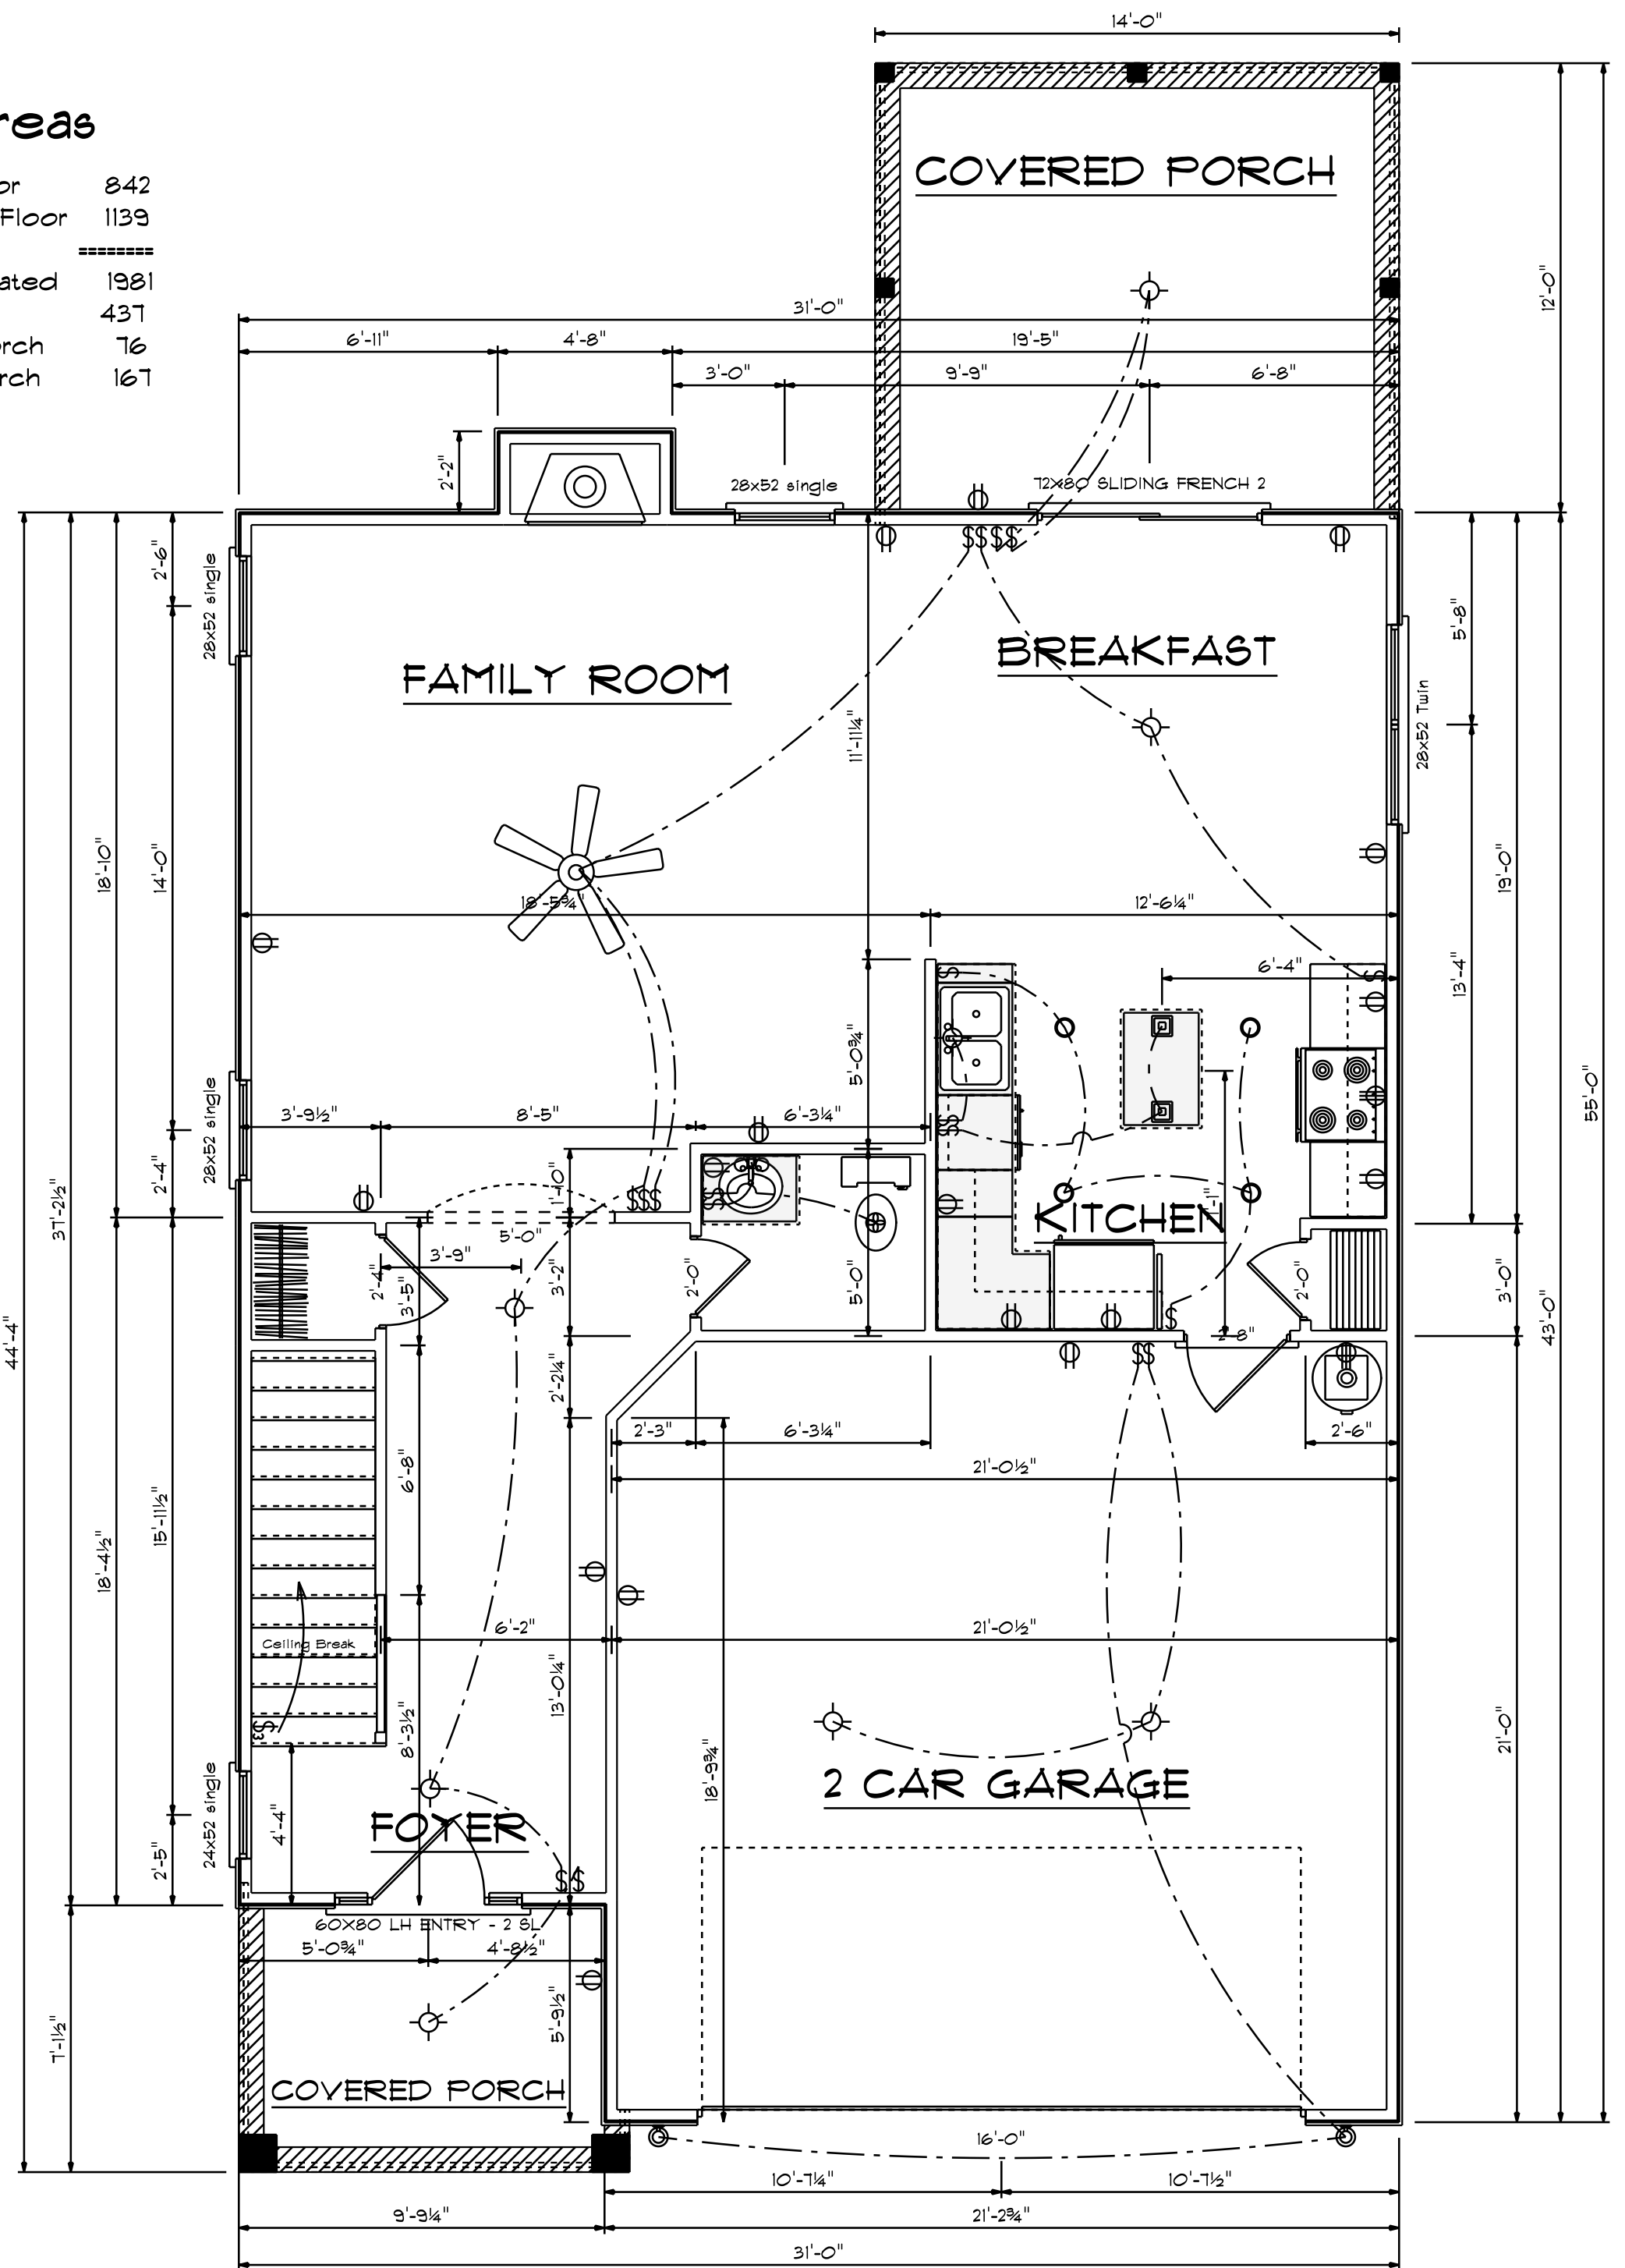 14'-0"
reas
or 842
Floor 1139
========
ated 1981
437
orch 76
rch 167
COVERED PORCH
12'-0"
31'-0"
6'-11" 4'-8" 19'-5"
3'-0" 9'-9" 6'-8"
2'-2"
28x52 single
72x80 SLIDING FRENCH 2
$$$$
2'-6"
28x52 single
5'-8"
FAMILY ROOM
BREAKFAST
28x52 Twin
11'-11¼"
18'-10"
14'-0"
19'-0"
18'-5¾" 12'-6¼"
6'-4"
13'-4"
$
$
5'-0¾"
55'-0"
3'-9½" 8'-5" 6'-3¼"
$$
28x52 single
2'-4"
37'-2½"
1'-10"
$$$
$$
KITCHEN
5'-0"
3'-9"
2'-4"
3'-5"
3'-2"
2'-0"
5'-0"
2'-0"
3'-0"
43'-0"
44'-4"
$
2'-8"
$$
2'-2¼"
2'-3" 6'-3¼" 2'-6"
21'-0½"
6'-8"
15'-11½"
18'-4½"
Ceiling Break
6'-2" 21'-0½"
13'-0¼"
8'-3½"
$3
18'-9¾"
21'-0"
2 CAR GARAGE
24x52 single
4'-4"
2'-5"
FOYER
$$
60X80 LH ENTRY - 2 SL
5'-0¾" 4'-8½"
5'-9½"
7'-1½"
COVERED PORCH
16'-0"
10'-7¼" 10'-7½"
9'-9¼" 21'-2¾"
31'-0"